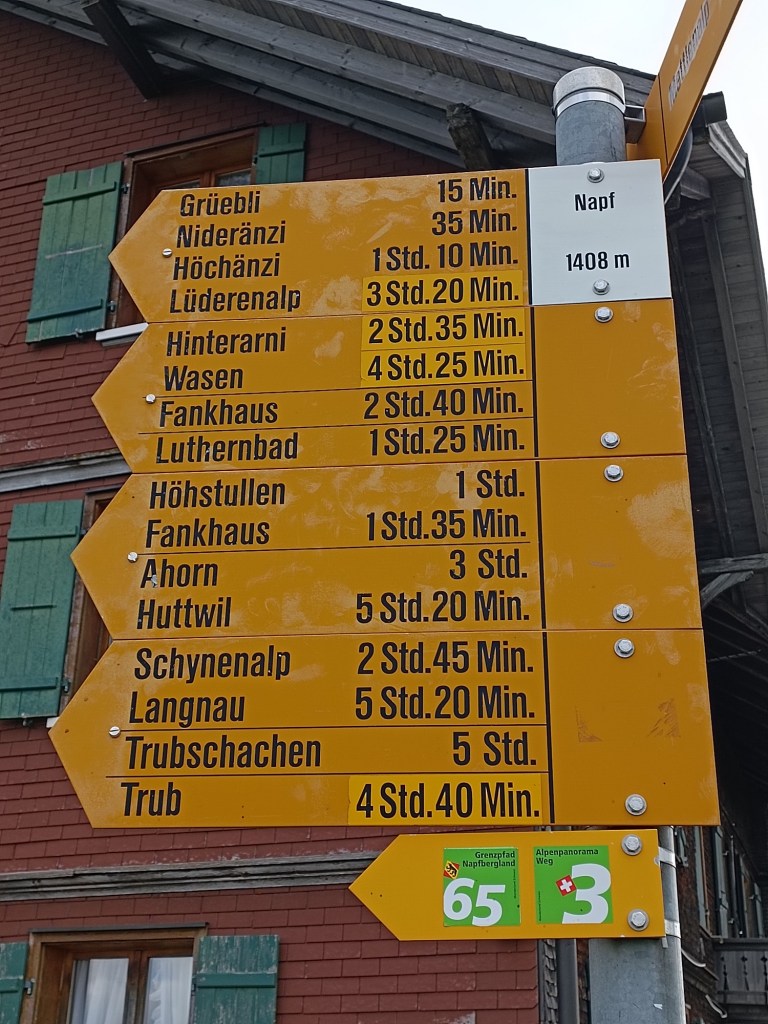 Napf
1408 m
Grüebli 15 Min.
Nideränzi 35 Min.
Höchänzi 1 Std. 10 Min.
Lüderenalp 3 Std. 20 Min.
Hinterarni 2 Std. 35 Min.
Wasen 4 Std. 25 Min.
Fankhaus 2 Std. 40 Min.
Luthernbad 1 Std. 25 Min.
Höhstullen 1 Std.
Fankhaus 1 Std. 35 Min.
Ahorn 3 Std.
Huttwil 5 Std. 20 Min.
Schynenalp 2 Std. 45 Min.
Langnau 5 Std. 20 Min.
Trubschachen 5 Std.
Trub 4 Std. 40 Min.
Grenzpfad
Napfbergland
65
Alpenpanorama
Weg
3